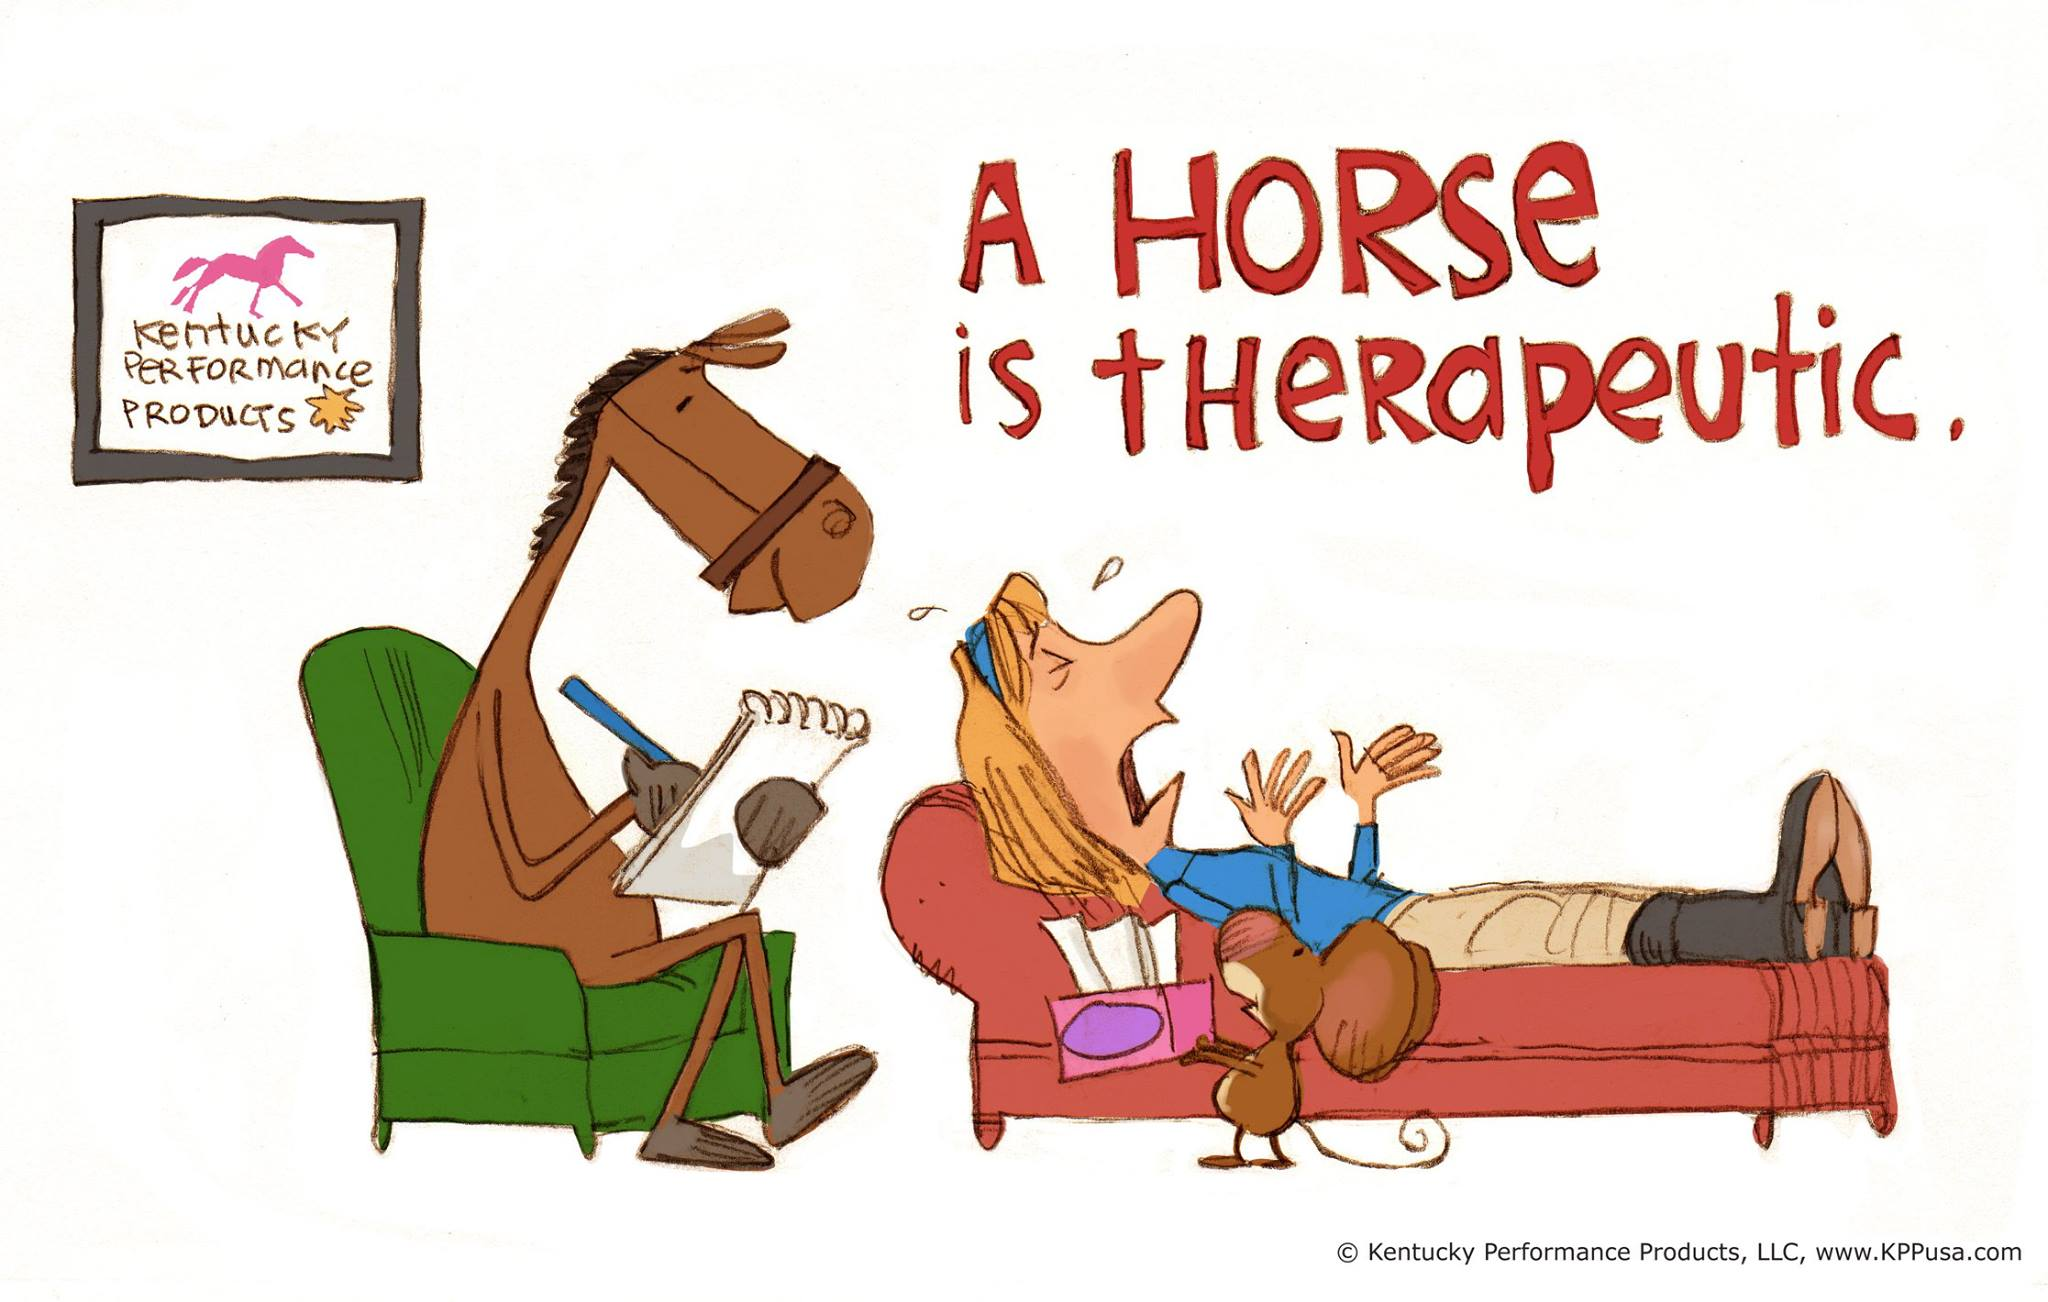 A HORSe
is tHeRapeutic.
KentucKY
PeRFORmance
PRODUCTS
© Kentucky Performance Products, LLC, www.KPPusa.com